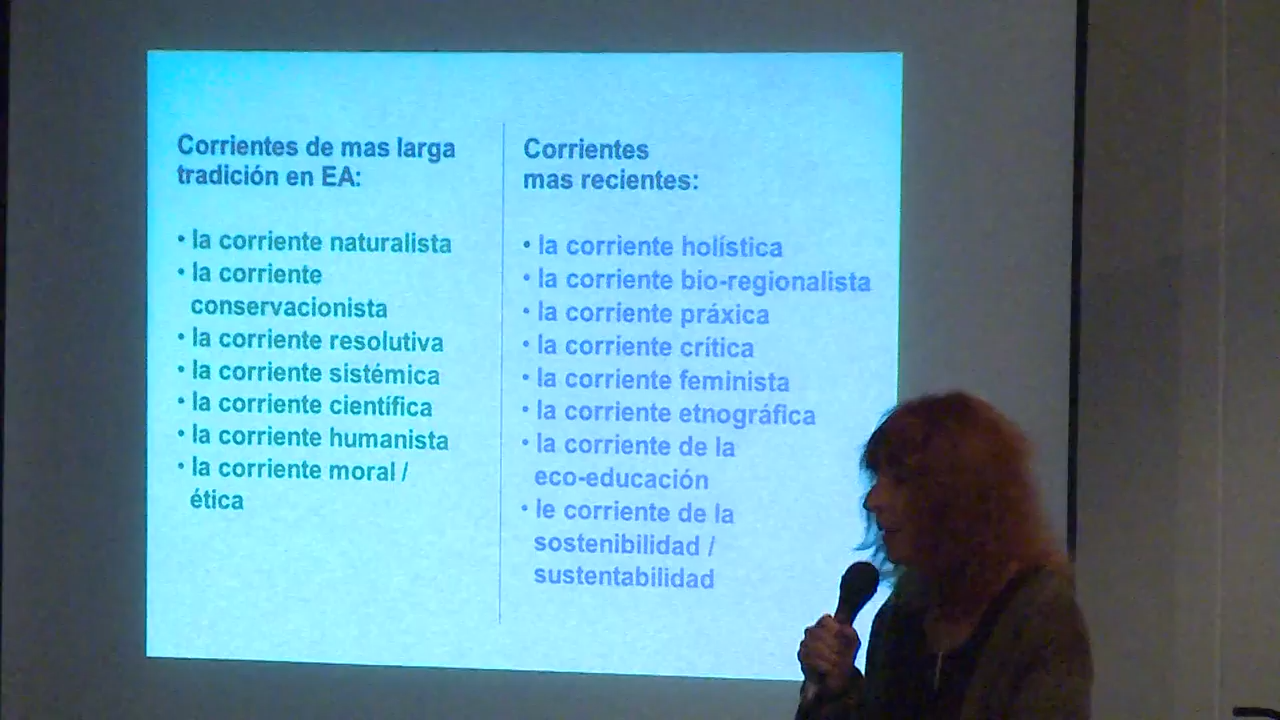 Corrientes de mas larga
tradición en EA:
• la corriente naturalista
• la corriente
conservacionista
• la corriente resolutiva
• la corriente sistémica
• la corriente científica
• la corriente humanista
• la corriente moral /
ética
Corrientes
mas recientes:
• la corriente holística
• la corriente bio-regionalista
• la corriente práxica
• la corriente crítica
• la corriente feminista
• la corriente etnográfica
• la corriente de la
eco-educación
• le corriente de la
sostenibilidad /
sustentabilidad